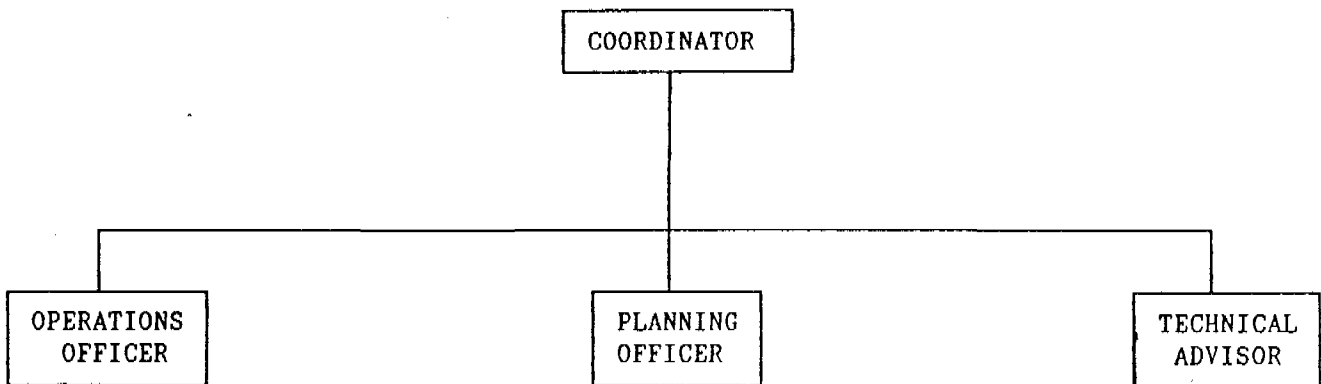 COORDINATOR
OPERATIONS
OFFICER
PLANNING
OFFICER
TECHNICAL
ADVISOR